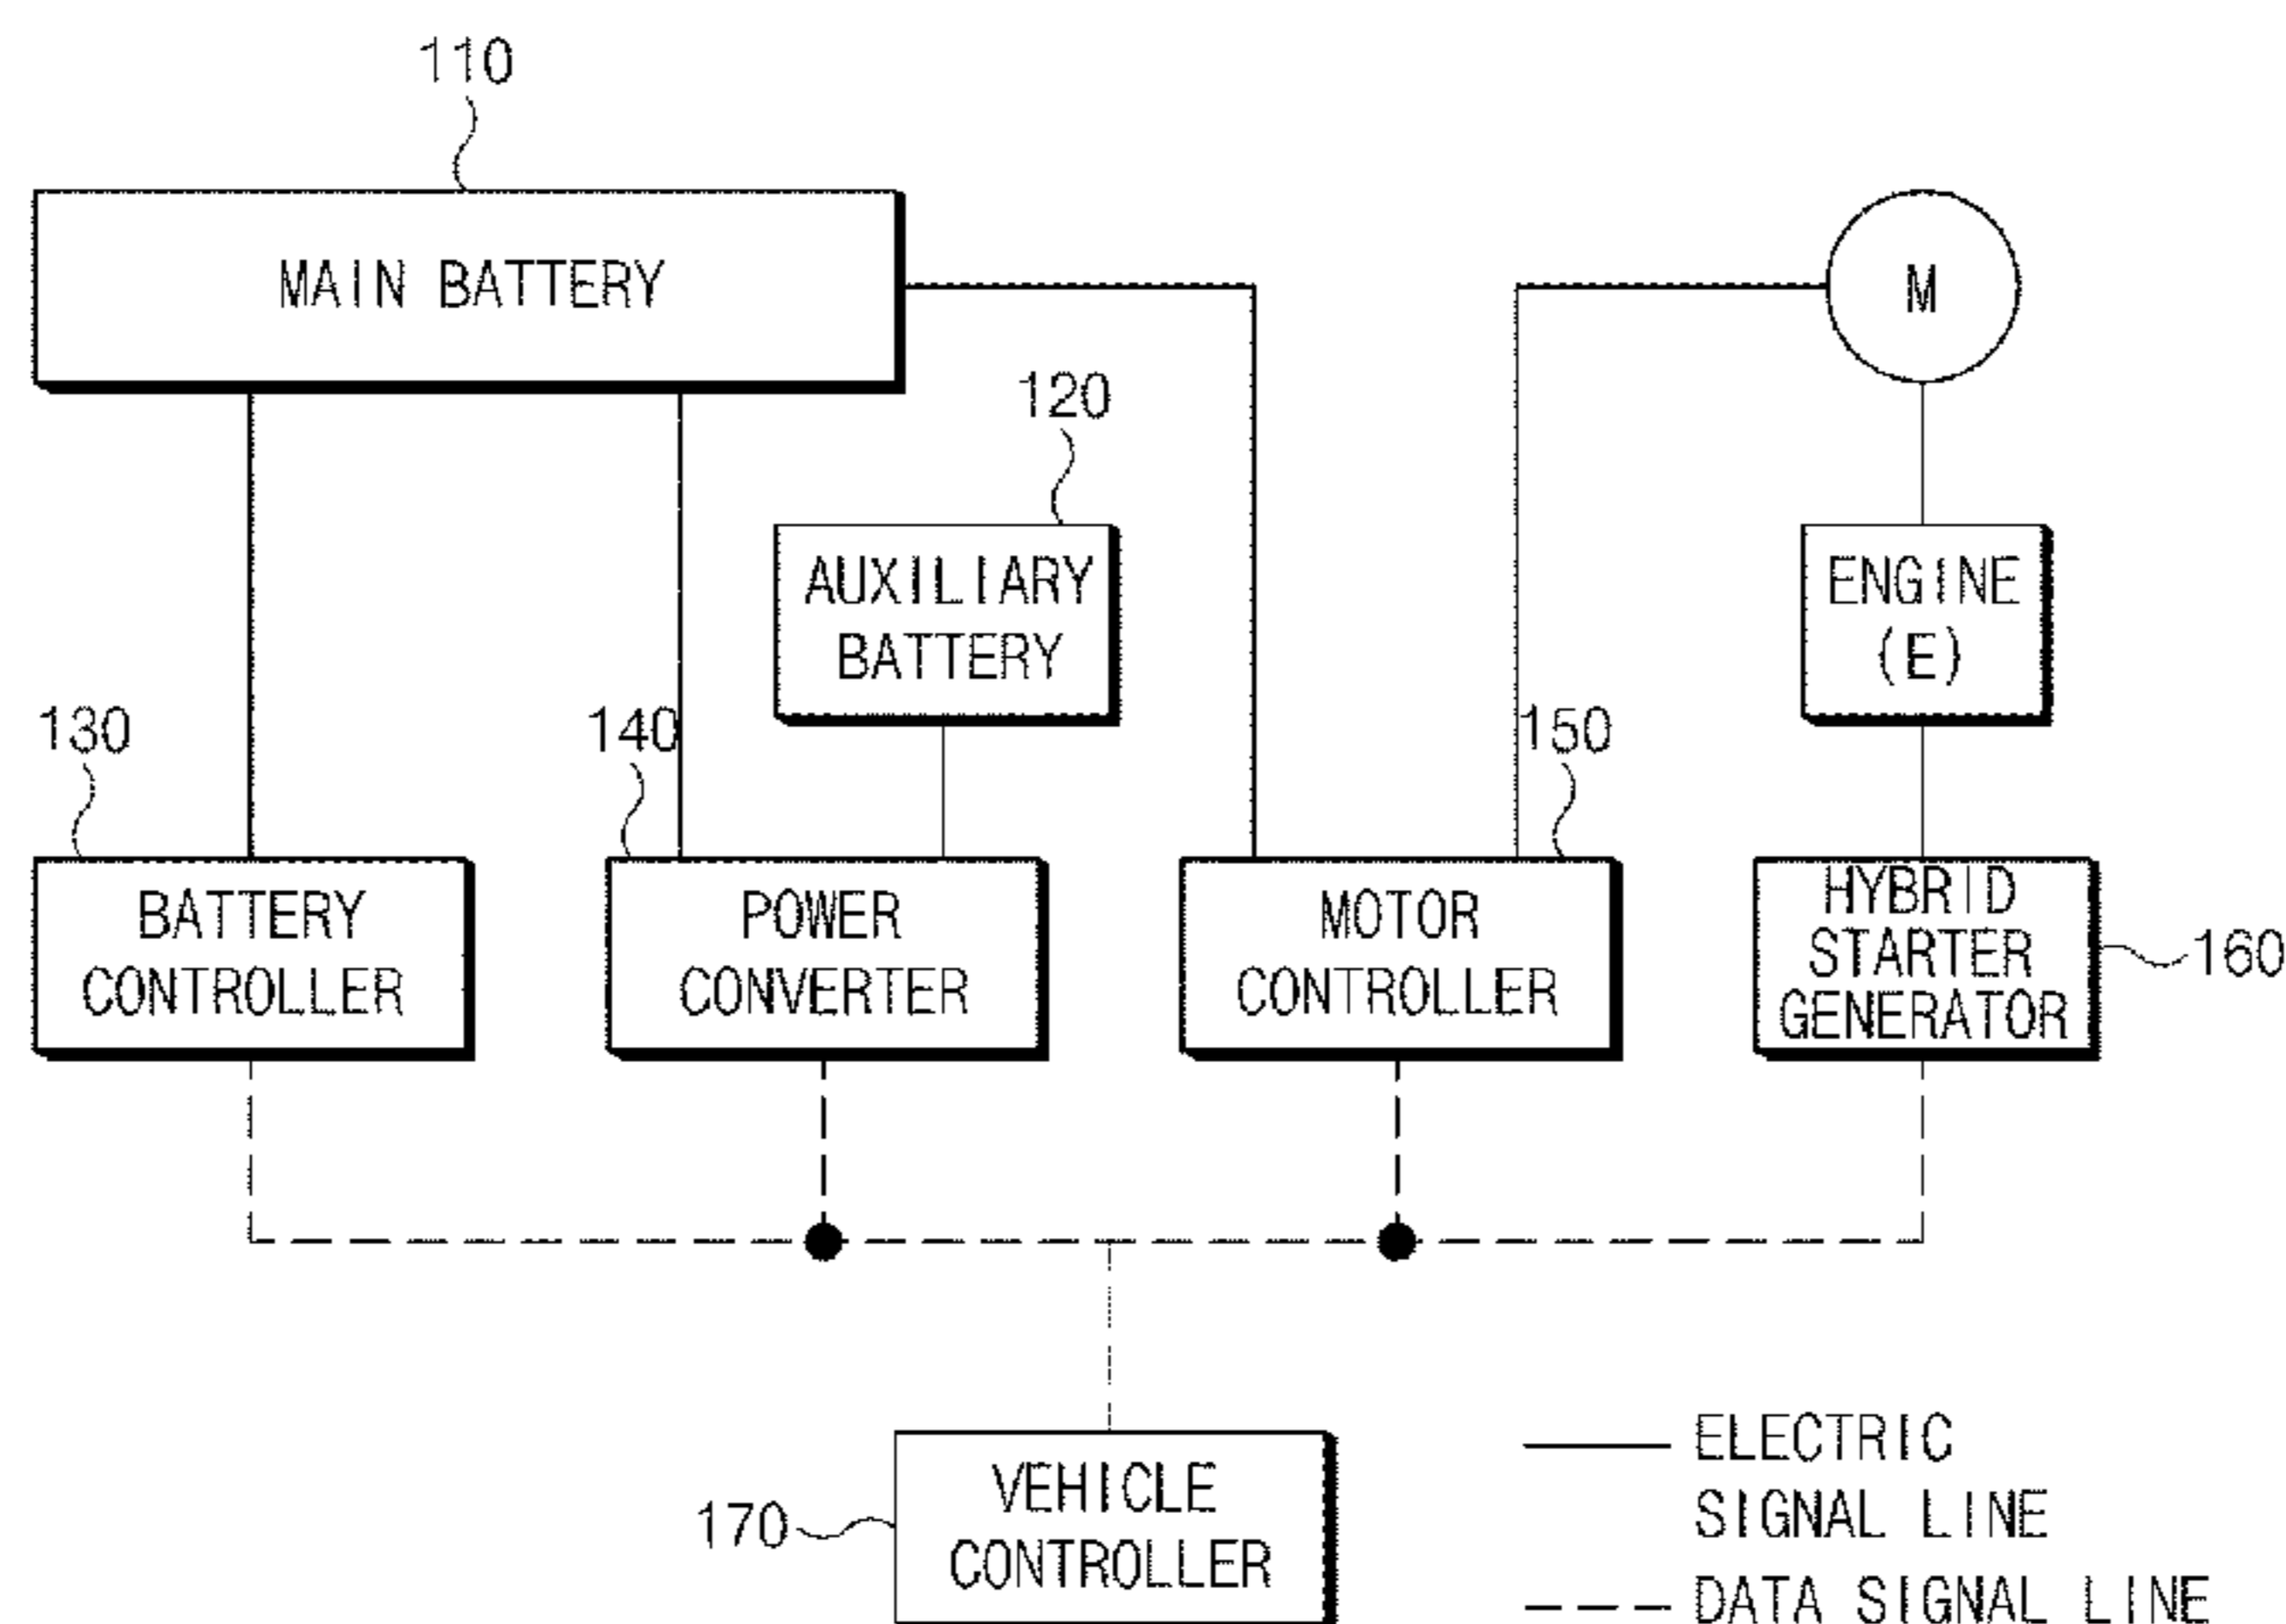 110
MAIN BATTERY
M
120
AUXILIARY
BATTERY
ENGINE
(E)
130
140
150
BATTERY
CONTROLLER
POWER
CONVERTER
MOTOR
CONTROLLER
HYBRID
STARTER
GENERATOR
160
170
VEHICLE
CONTROLLER
ELECTRIC
SIGNAL LINE
DATA SIGNAL LINE